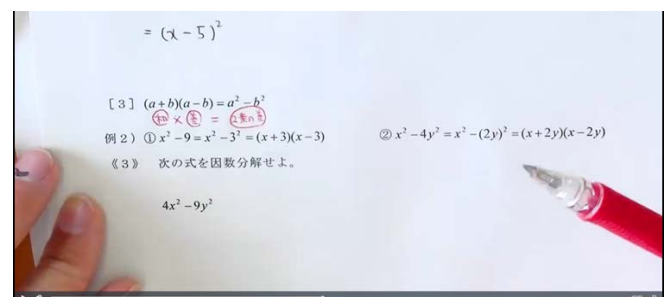 = (x - 5)²
[3] (a+b)(a-b) = a² - b²
和 × 差 = 2乗の差
例2) ① x² - 9 = x² - 3² = (x+3)(x-3)
② x² - 4y² = x² - (2y)² = (x+2y)(x-2y)
《3》 次の式を因数分解せよ。
4x² - 9y²